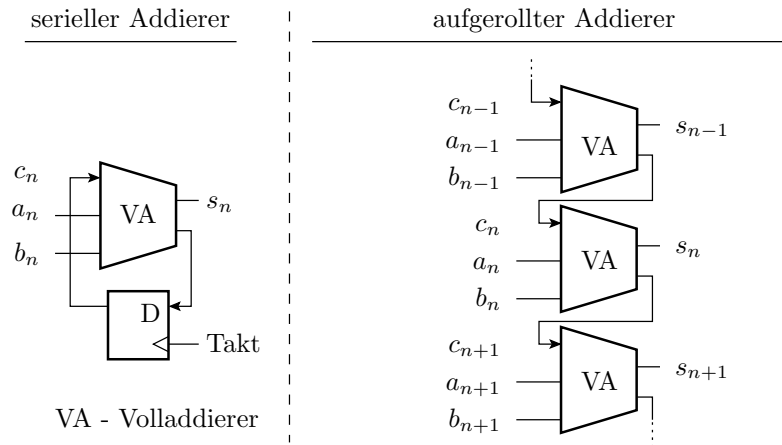 serieller Addierer
c_n
a_n
b_n
VA
s_n
D
Takt
VA - Volladdierer
aufgerollter Addierer
c_{n-1}
a_{n-1}
b_{n-1}
VA
s_{n-1}
c_n
a_n
b_n
VA
s_n
c_{n+1}
a_{n+1}
b_{n+1}
VA
s_{n+1}